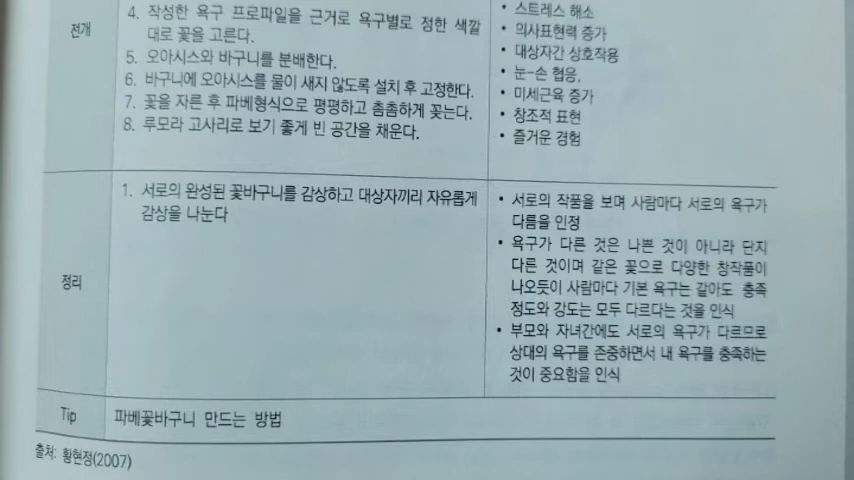 전개
4. 작성한 욕구 프로파일을 근거로 욕구별로 정한 색깔
대로 꽃을 고른다.
5. 오아시스와 바구니를 분배한다.
6. 바구니에 오아시스를 물이 새지 않도록 설치 후 고정한다.
7. 꽃을 자른 후 파베형식으로 평평하고 촘촘하게 꽂는다.
8. 루모라 고사리로 보기 좋게 빈 공간을 채운다.
• 스트레스 해소
• 의사표현력 증가
• 대상자간 상호작용
• 눈-손 협응,
• 미세근육 증가
• 창조적 표현
• 즐거운 경험
정리
1. 서로의 완성된 꽃바구니를 감상하고 대상자끼리 자유롭게
감상을 나눈다
• 서로의 작품을 보며 사람마다 서로의 욕구가
다름을 인정
• 욕구가 다른 것은 나쁜 것이 아니라 단지
다른 것이며 같은 꽃으로 다양한 창작품이
나오듯이 사람마다 기본 욕구는 같아도 충족
정도와 강도는 모두 다르다는 것을 인식
• 부모와 자녀간에도 서로의 욕구가 다르므로
상대의 욕구를 존중하면서 내 욕구를 충족하는
것이 중요함을 인식
Tip
파베꽃바구니 만드는 방법
출처: 황현정(2007)